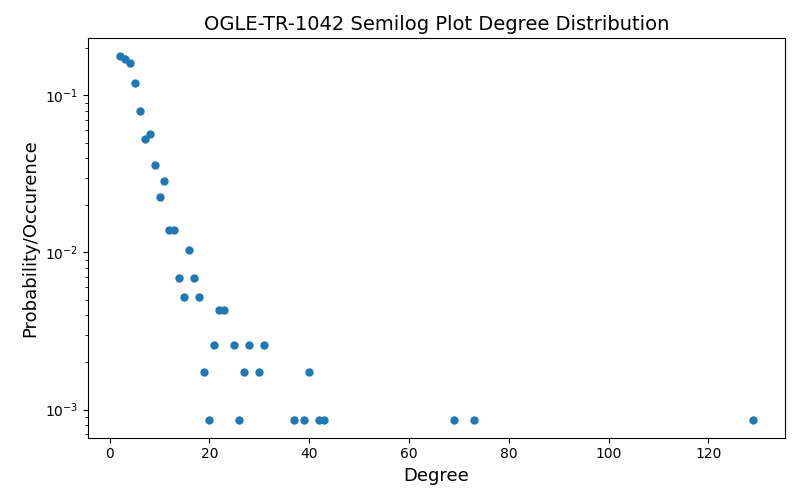 OGLE-TR-1042 Semilog Plot Degree Distribution
Probability/Occurence
10⁻¹
10⁻²
10⁻³
0 20 40 60 80 100 120
Degree